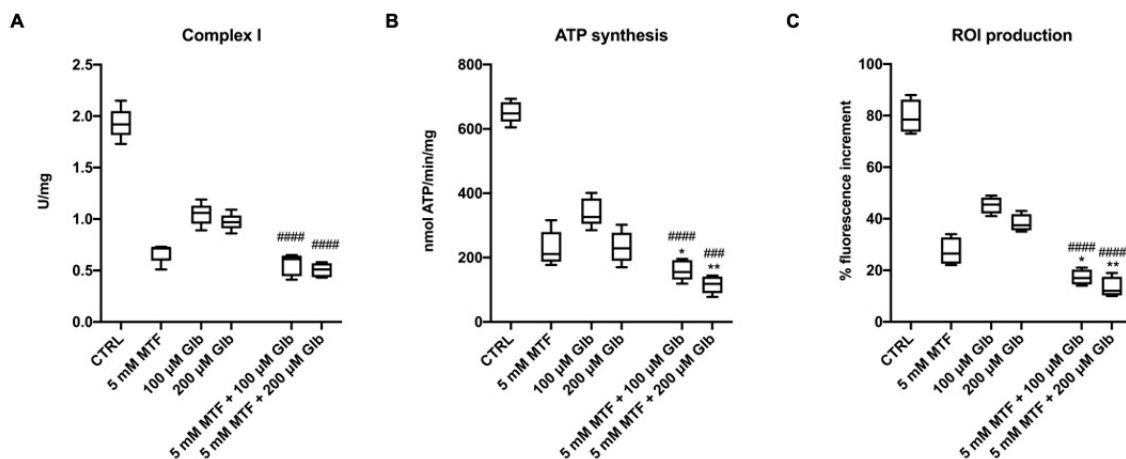 A
Complex I
U/mg
2.5
2.0
1.5
1.0
0.5
0.0
####
####
CTRL
5 mM MTF
100 µM Glb
200 µM Glb
5 mM MTF + 100 µM Glb
5 mM MTF + 200 µM Glb
B
ATP synthesis
nmol ATP/min/mg
800
600
400
200
0
####
*
###
**
CTRL
5 mM MTF
100 µM Glb
200 µM Glb
5 mM MTF + 100 µM Glb
5 mM MTF + 200 µM Glb
C
ROI production
% fluorescence increment
100
80
60
40
20
0
####
*
####
**
CTRL
5 mM MTF
100 µM Glb
200 µM Glb
5 mM MTF + 100 µM Glb
5 mM MTF + 200 µM Glb